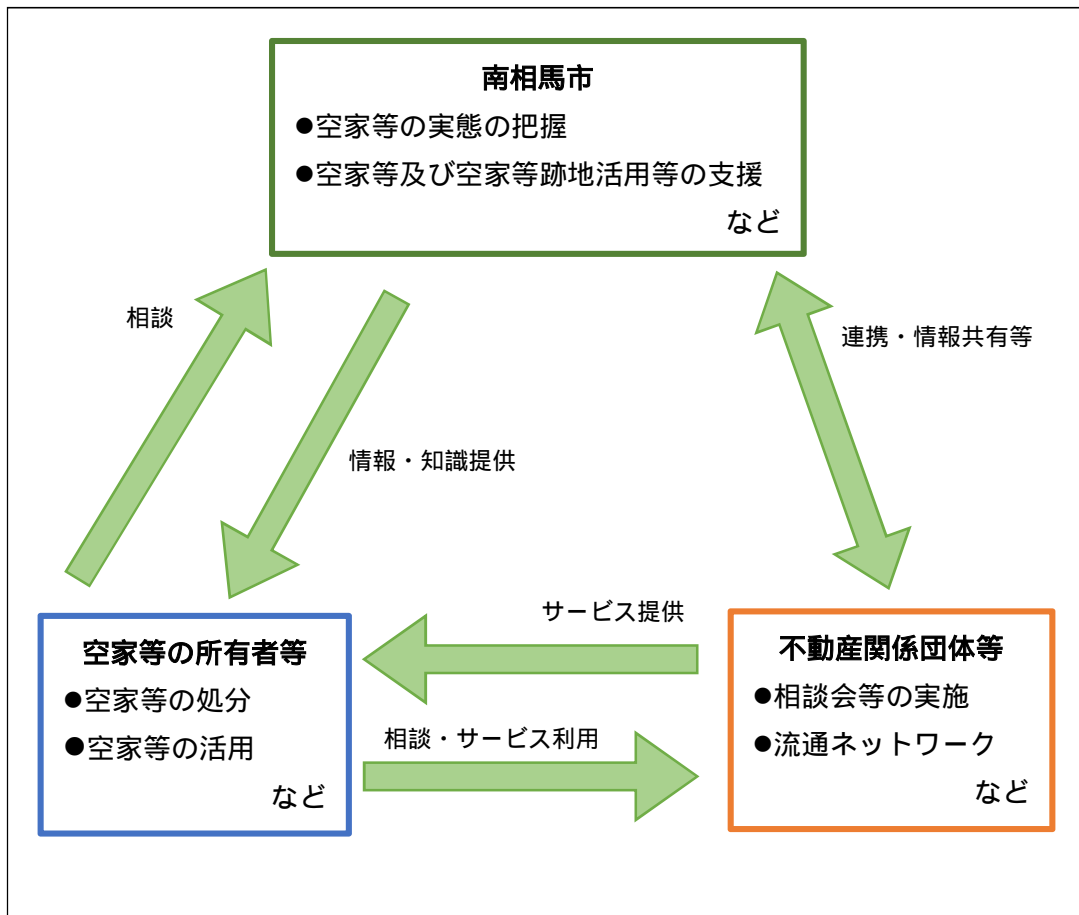 南相馬市
●空家等の実態の把握
●空家等及び空家等跡地活用等の支援
など
相談
連携・情報共有等
情報・知識提供
サービス提供
空家等の所有者等
●空家等の処分
●空家等の活用
など
相談・サービス利用
不動産関係団体等
●相談会等の実施
●流通ネットワーク
など